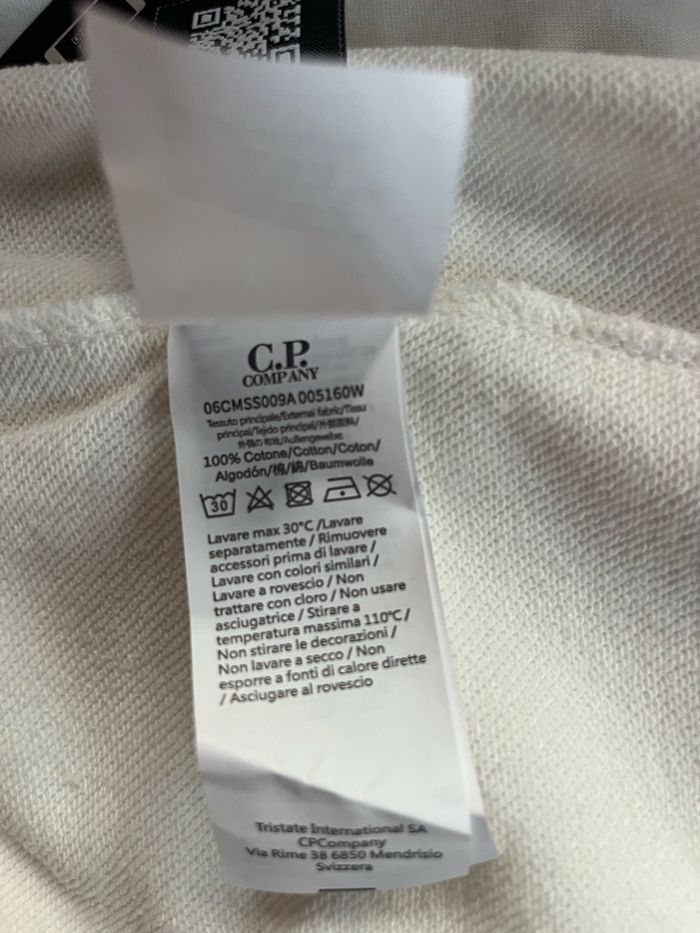 C.P.
COMPANY
06CMSS009A 005160W
Tessuto principale/External fabric/Tissu
principal/Tejido principal/外部面料/
外側の布地/Außengewebe:
100% Cotone/Cotton/Coton/
Algodón/棉/綿/Baumwolle
30
Lavare max 30°C /Lavare
separatamente / Rimuovere
accessori prima di lavare /
Lavare con colori similari /
Lavare a rovescio / Non
trattare con cloro / Non usare
asciugatrice / Stirare a
temperatura massima 110°C /
Non stirare le decorazioni /
Non lavare a secco / Non
esporre a fonti di calore dirette
/ Asciugare al rovescio
Tristate International SA
CPCompany
Via Rime 38 6850 Mendrisio
Svizzera